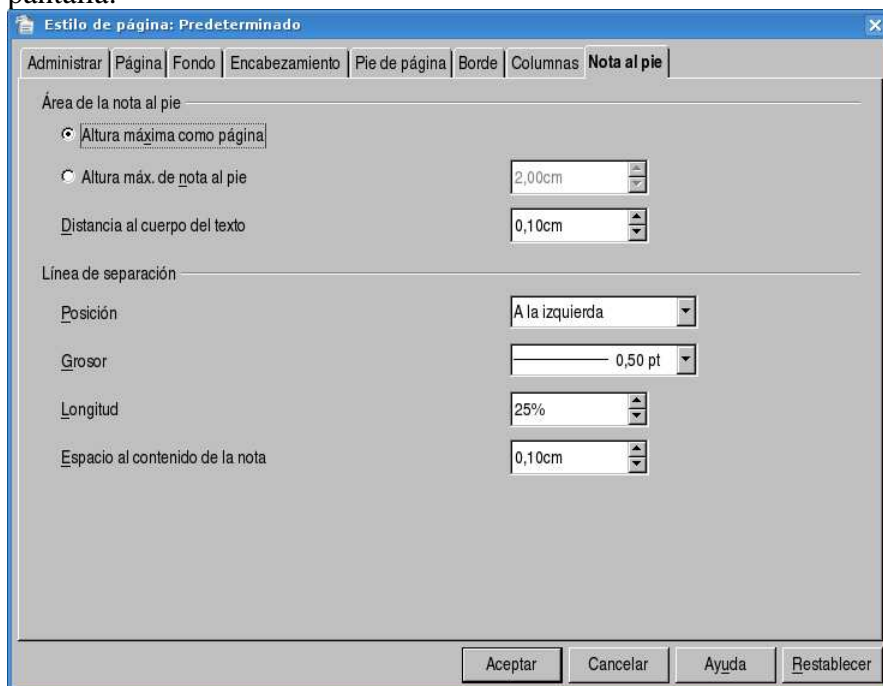 pantalla:
Estilo de página: Predeterminado
Administrar Página Fondo Encabezamiento Pie de página Borde Columnas Nota al pie
Área de la nota al pie
Altura máxima como página
Altura máx. de nota al pie 2,00cm
Distancia al cuerpo del texto 0,10cm
Línea de separación
Posición A la izquierda
Grosor 0,50 pt
Longitud 25%
Espacio al contenido de la nota 0,10cm
Aceptar Cancelar Ayuda Restablecer